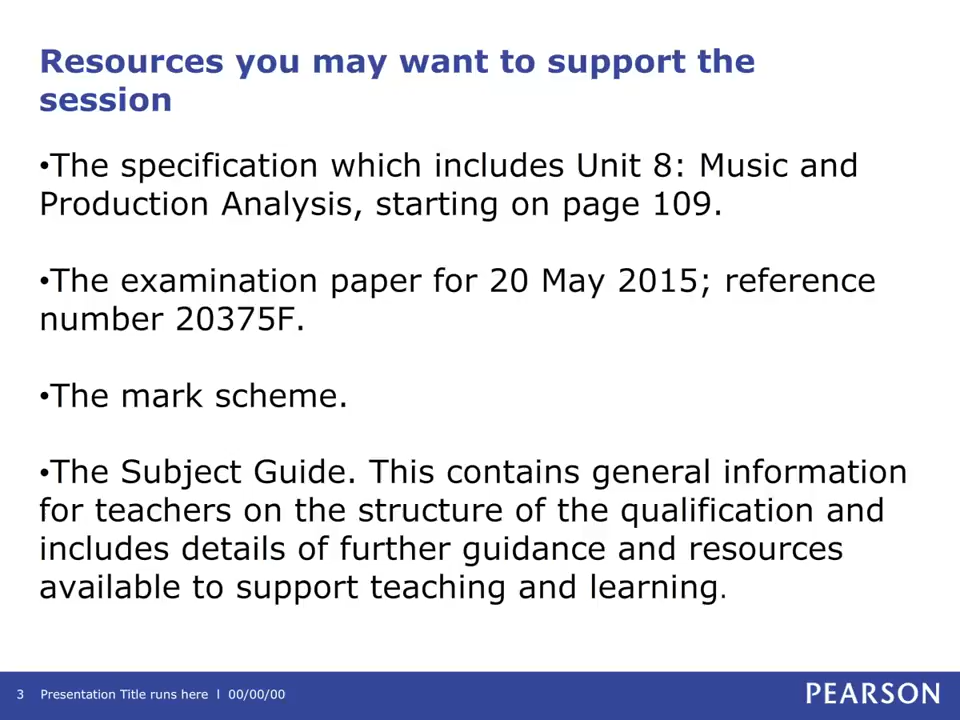 Resources you may want to support the
session
•The specification which includes Unit 8: Music and
Production Analysis, starting on page 109.
•The examination paper for 20 May 2015; reference
number 20375F.
•The mark scheme.
•The Subject Guide. This contains general information
for teachers on the structure of the qualification and
includes details of further guidance and resources
available to support teaching and learning.
3 Presentation Title runs here l 00/00/00
PEARSON